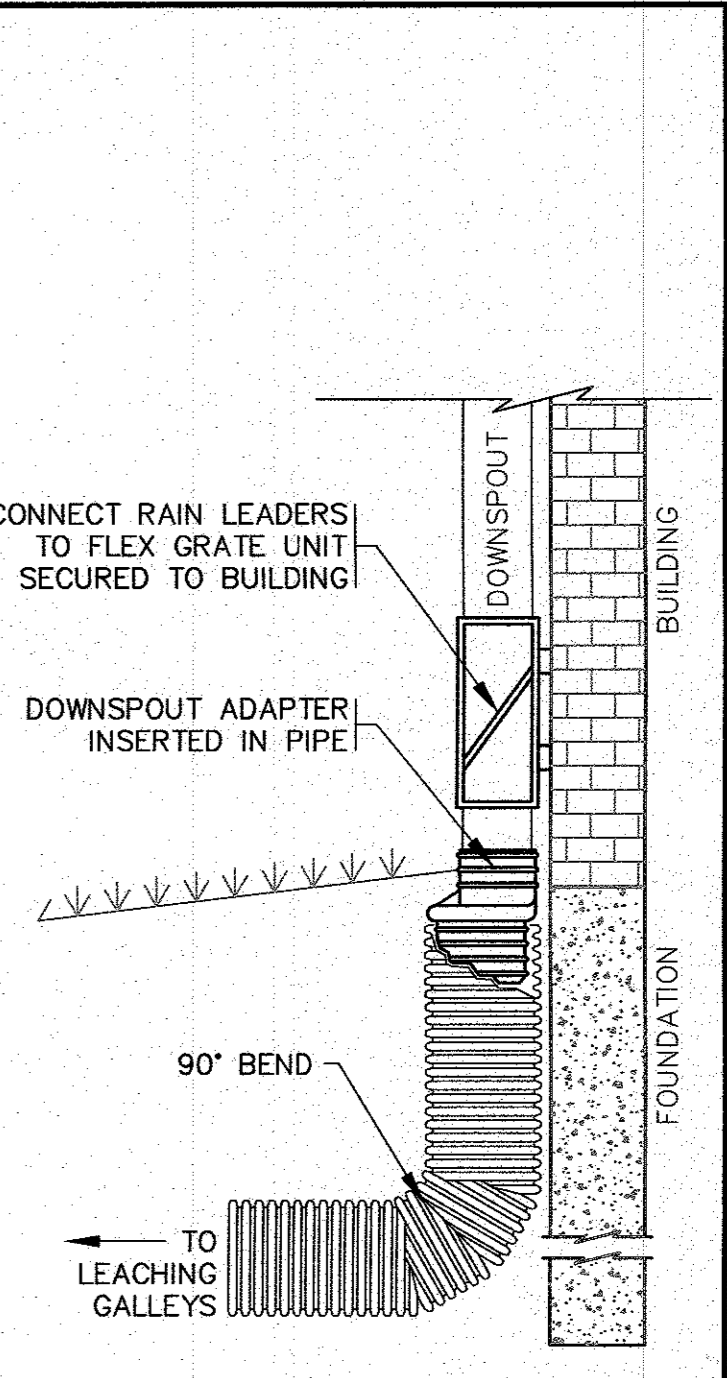 CONNECT RAIN LEADERS
TO FLEX GRATE UNIT
SECURED TO BUILDING
DOWNSPOUT
BUILDING
DOWNSPOUT ADAPTER
INSERTED IN PIPE
FOUNDATION
90° BEND
TO
LEACHING
GALLEYS